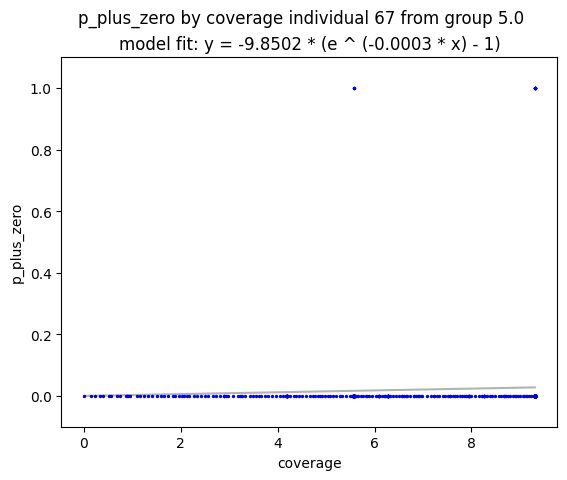 p_plus_zero by coverage individual 67 from group 5.0
model fit: y = -9.8502 * (e ^ (-0.0003 * x) - 1)
1.0
0.8
0.6
0.4
0.2
0.0
p_plus_zero
0 2 4 6 8
coverage